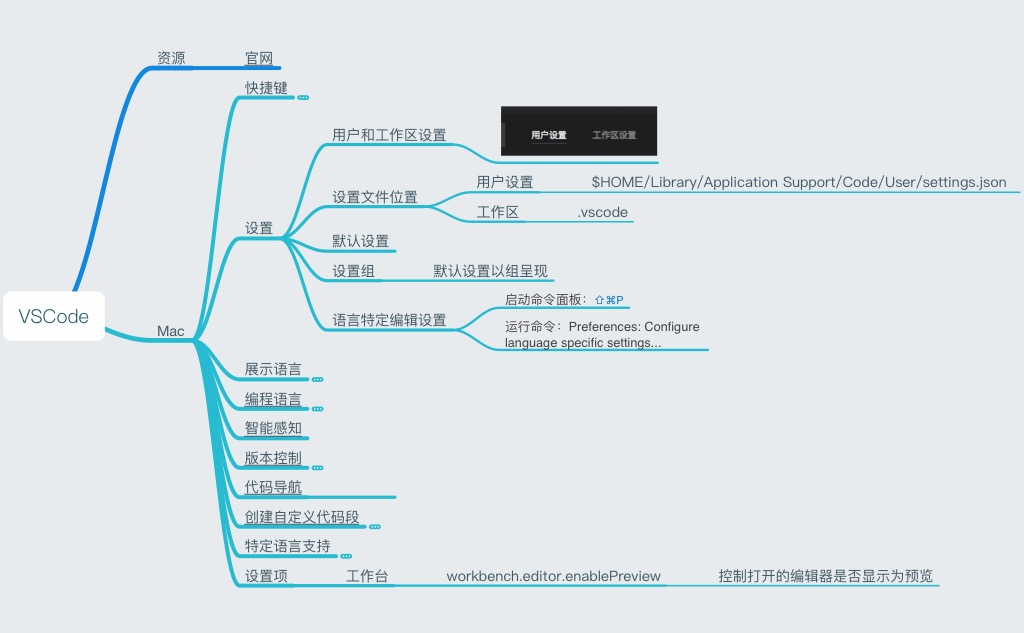 资源
官网
快捷键
用户和工作区设置
用户设置
工作区设置
设置文件位置
用户设置
$HOME/Library/Application Support/Code/User/settings.json
工作区
.vscode
设置
默认设置
设置组
默认设置以组呈现
语言特定编辑设置
启动命令面板：⇧⌘P
运行命令：Preferences: Configure
language specific settings...
VSCode
Mac
展示语言
编程语言
智能感知
版本控制
代码导航
创建自定义代码段
特定语言支持
设置项
工作台
workbench.editor.enablePreview
控制打开的编辑器是否显示为预览